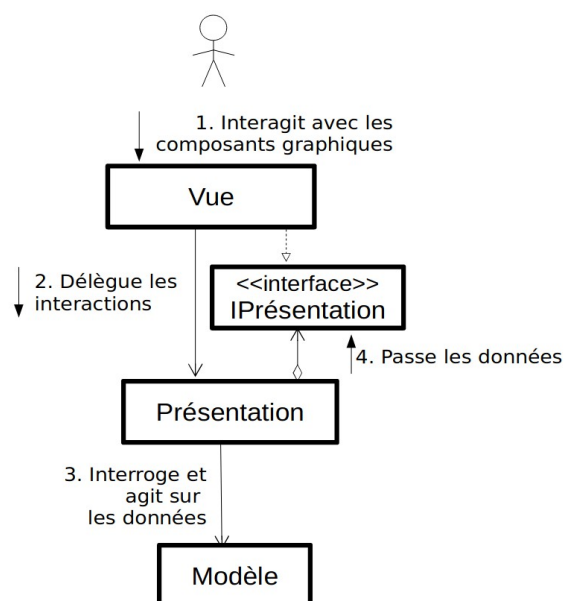 1. Interagit avec les
composants graphiques
Vue
2. Délègue les
interactions
<<interface>>
IPrésentation
4. Passe les données
Présentation
3. Interroge et
agit sur
les données
Modèle